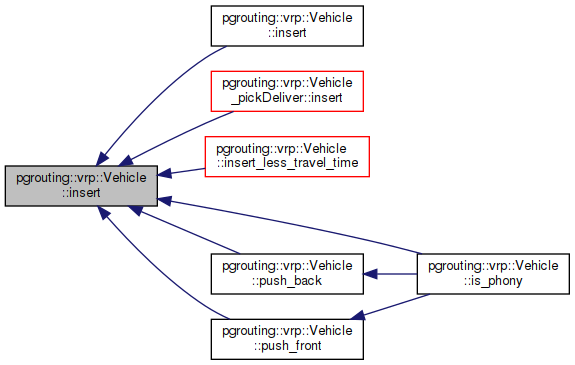 pgrouting::vrp::Vehicle
::insert
pgrouting::vrp::Vehicle
_pickDeliver::insert
pgrouting::vrp::Vehicle
::insert_less_travel_time
pgrouting::vrp::Vehicle
::insert
pgrouting::vrp::Vehicle
::push_back
pgrouting::vrp::Vehicle
::is_phony
pgrouting::vrp::Vehicle
::push_front